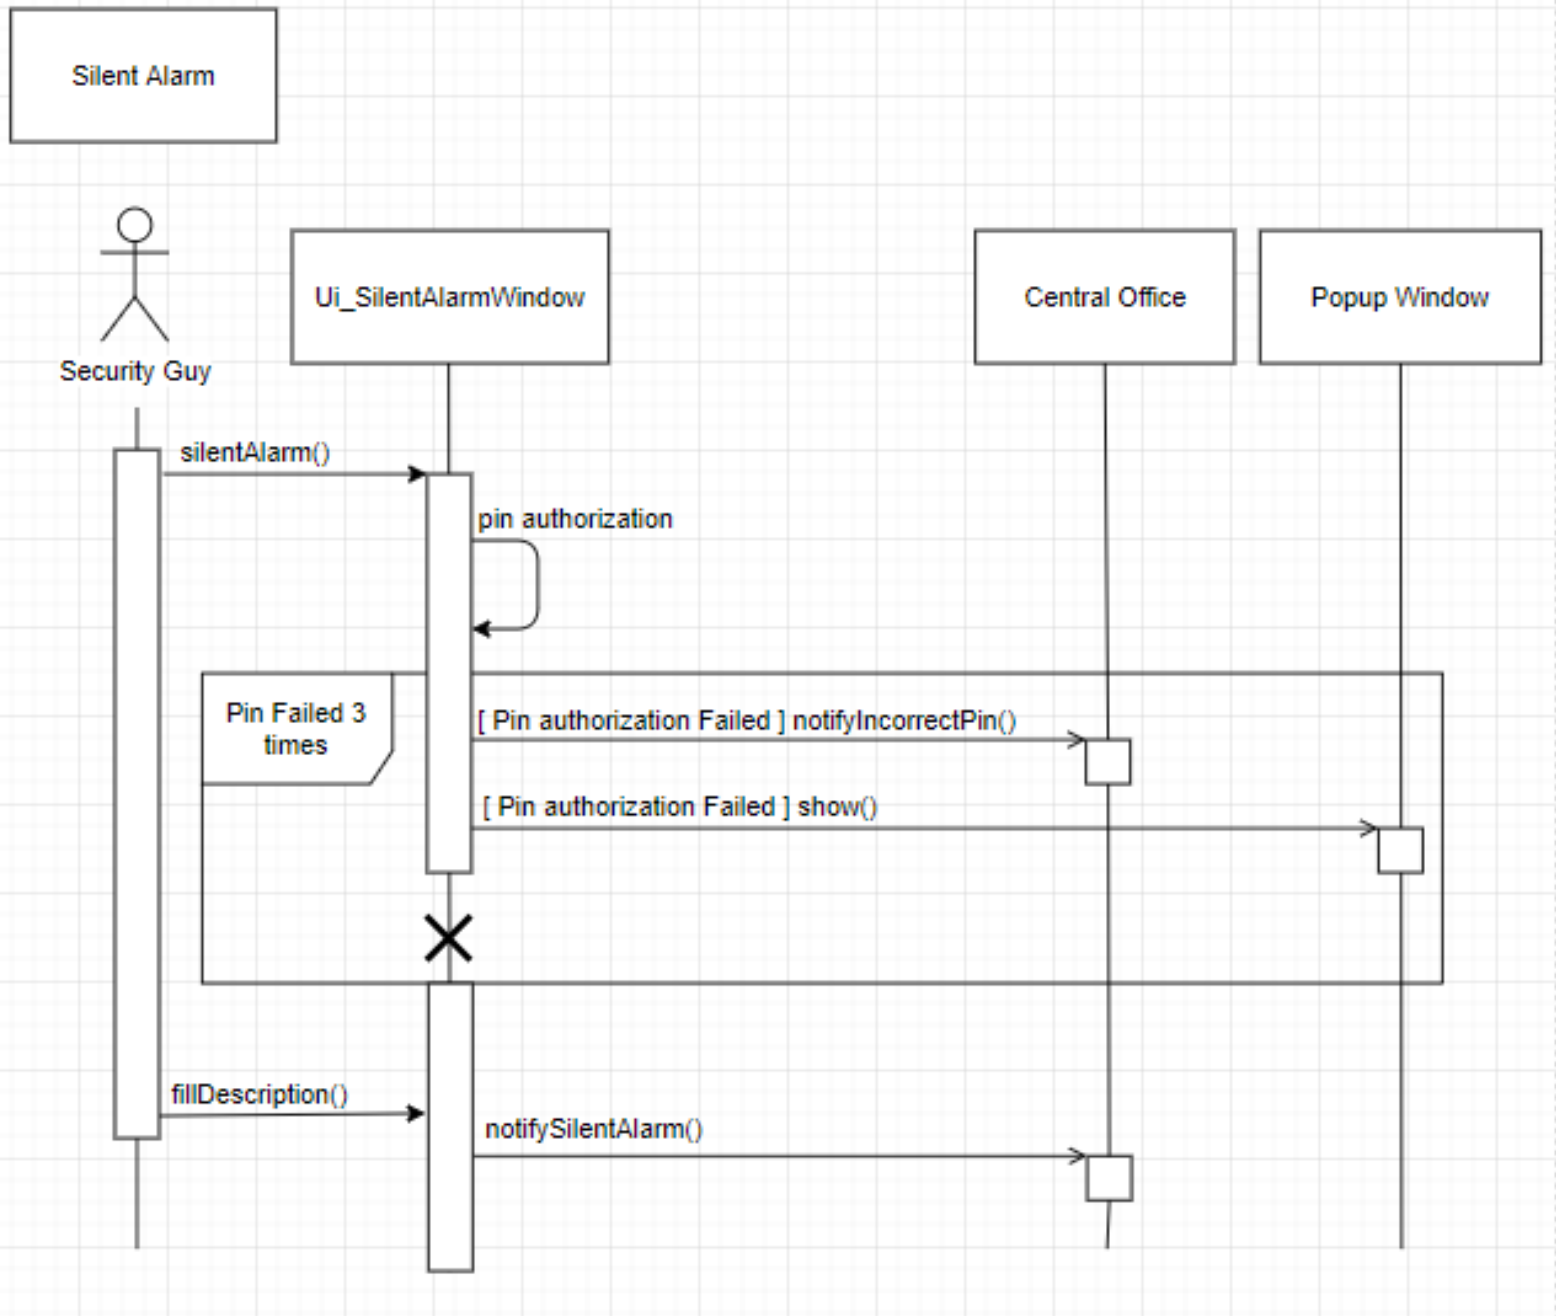 Silent Alarm
Security Guy
Ui_SilentAlarmWindow
Central Office
Popup Window
silentAlarm()
pin authorization
Pin Failed 3
times
[ Pin authorization Failed ] notifyIncorrectPin()
[ Pin authorization Failed ] show()
fillDescription()
notifySilentAlarm()